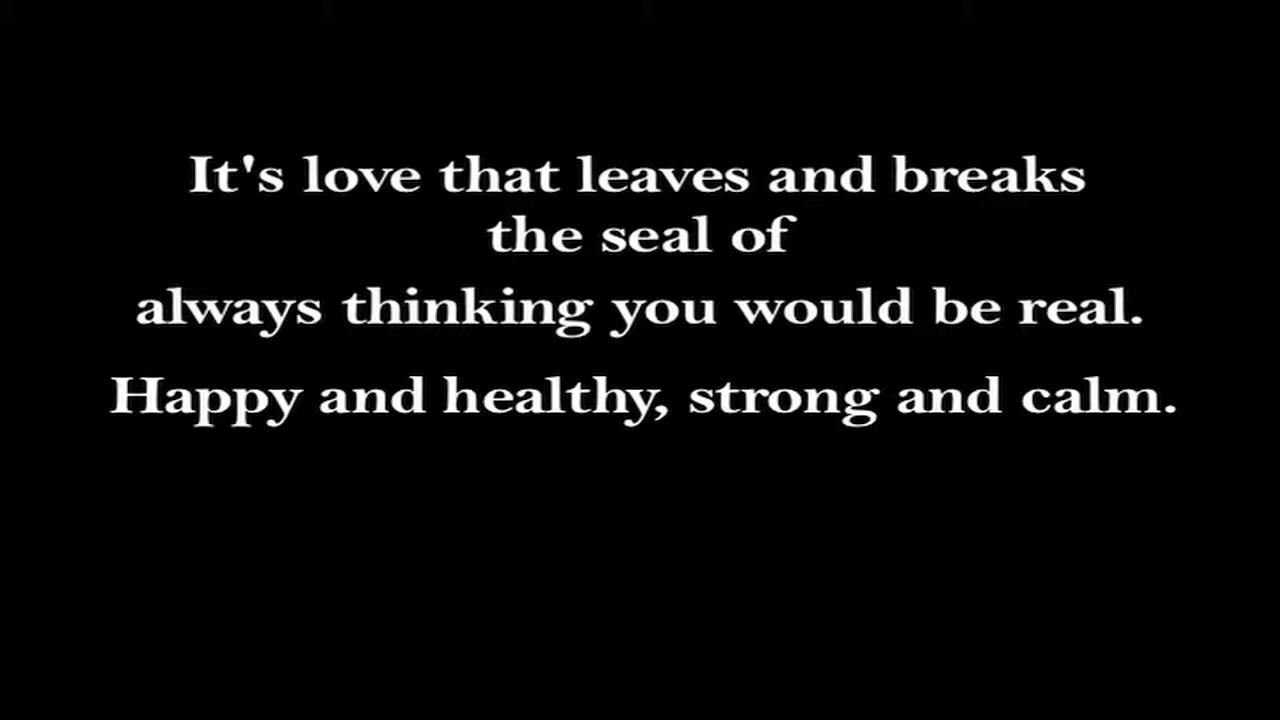 It's love that leaves and breaks
the seal of
always thinking you would be real.
Happy and healthy, strong and calm.